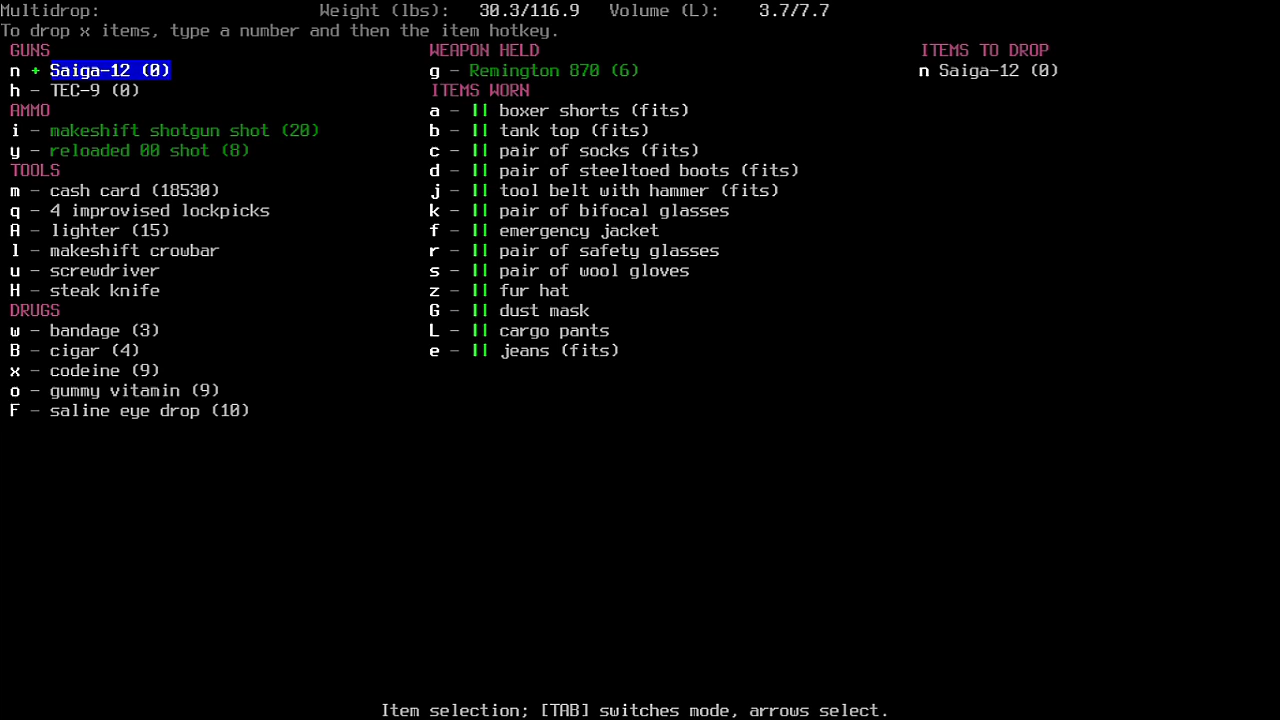 Multidrop: Weight (lbs): 30.3/116.9 Volume (L): 3.7/7.7
To drop x items, type a number and then the item hotkey.
GUNS
n + Saiga-12 (0)
h - TEC-9 (0)
AMMO
i - makeshift shotgun shot (20)
y - reloaded 00 shot (8)
TOOLS
m - cash card (18530)
q - 4 improvised lockpicks
A - lighter (15)
l - makeshift crowbar
u - screwdriver
H - steak knife
DRUGS
w - bandage (3)
B - cigar (4)
x - codeine (9)
o - gummy vitamin (9)
F - saline eye drop (10)
WEAPON HELD
g - Remington 870 (6)
ITEMS WORN
a - || boxer shorts (fits)
b - || tank top (fits)
c - || pair of socks (fits)
d - || pair of steeltoed boots (fits)
j - || tool belt with hammer (fits)
k - || pair of bifocal glasses
f - || emergency jacket
r - || pair of safety glasses
s - || pair of wool gloves
z - || fur hat
G - || dust mask
L - || cargo pants
e - || jeans (fits)
ITEMS TO DROP
n Saiga-12 (0)
Item selection; [TAB] switches mode, arrows select.